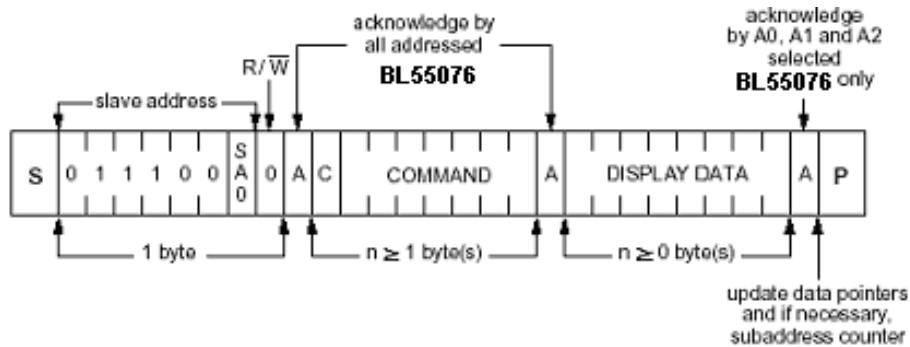 acknowledge by
all addressed
BL55076
acknowledge
by A0, A1 and A2
selected
BL55076 only
R/W̅
slave address
S 0 1 1 1 0 0 S A 0 0 A C COMMAND A DISPLAY DATA A P
1 byte
n ≥ 1 byte(s)
n ≥ 0 byte(s)
update data pointers
and if necessary,
subaddress counter